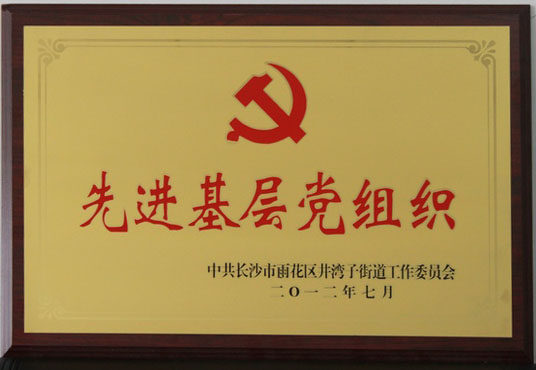 先进基层党组织
中共长沙市雨花区井湾子街道工作委员会
二〇一二年七月